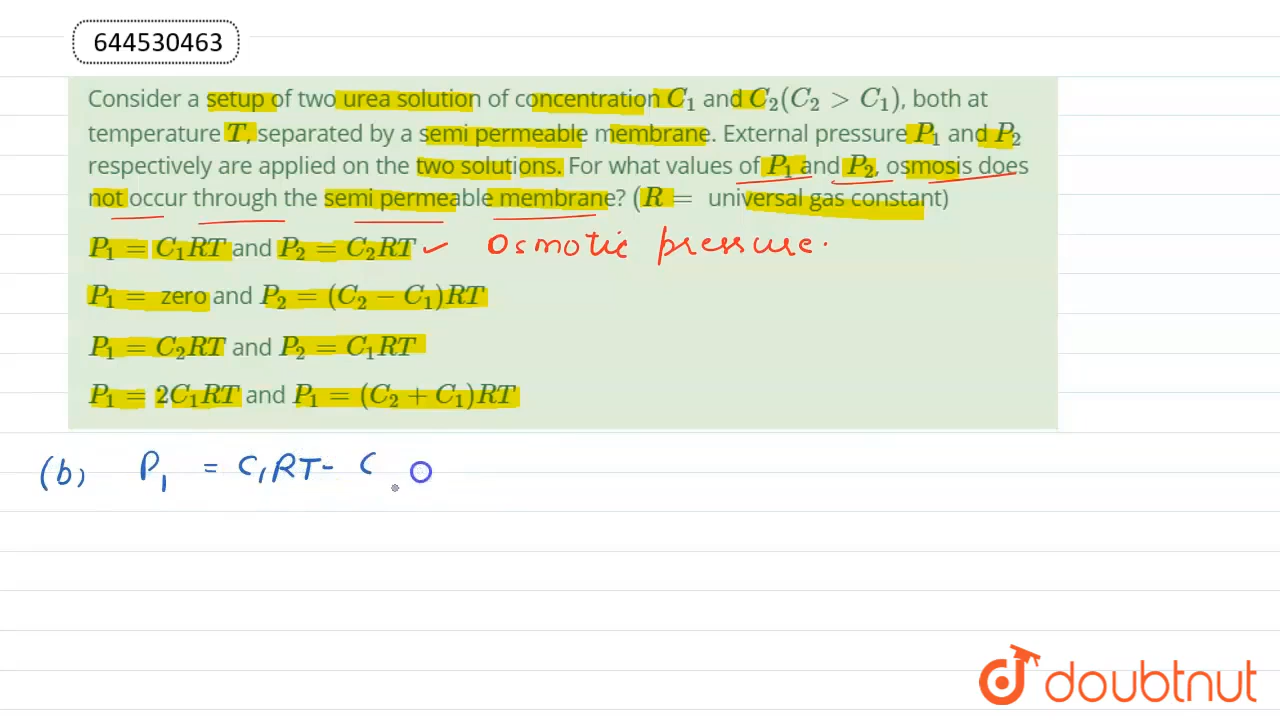 644530463
Consider a setup of two urea solution of concentration C₁ and C₂(C₂ > C₁), both at
temperature T, separated by a semi permeable membrane. External pressure P₁ and P₂
respectively are applied on the two solutions. For what values of P₁ and P₂, osmosis does
not occur through the semi permeable membrane? (R = universal gas constant)
P₁ = C₁RT and P₂ = C₂RT ✓ Osmotic pressure.
P₁ = zero and P₂ = (C₂ − C₁)RT
P₁ = C₂RT and P₂ = C₁RT
P₁ = 2C₁RT and P₁ = (C₂ + C₁)RT
(b) P₁ = C₁RT - C
doubtnut